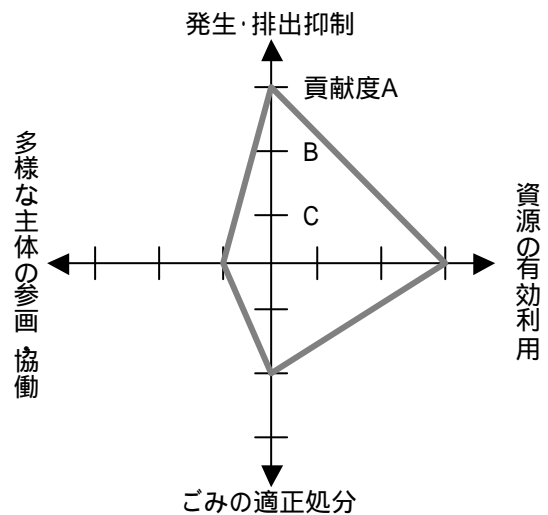 発生・排出抑制
貢献度A
B
C
多様な主体の参画・協働
資源の有効利用
ごみの適正処分